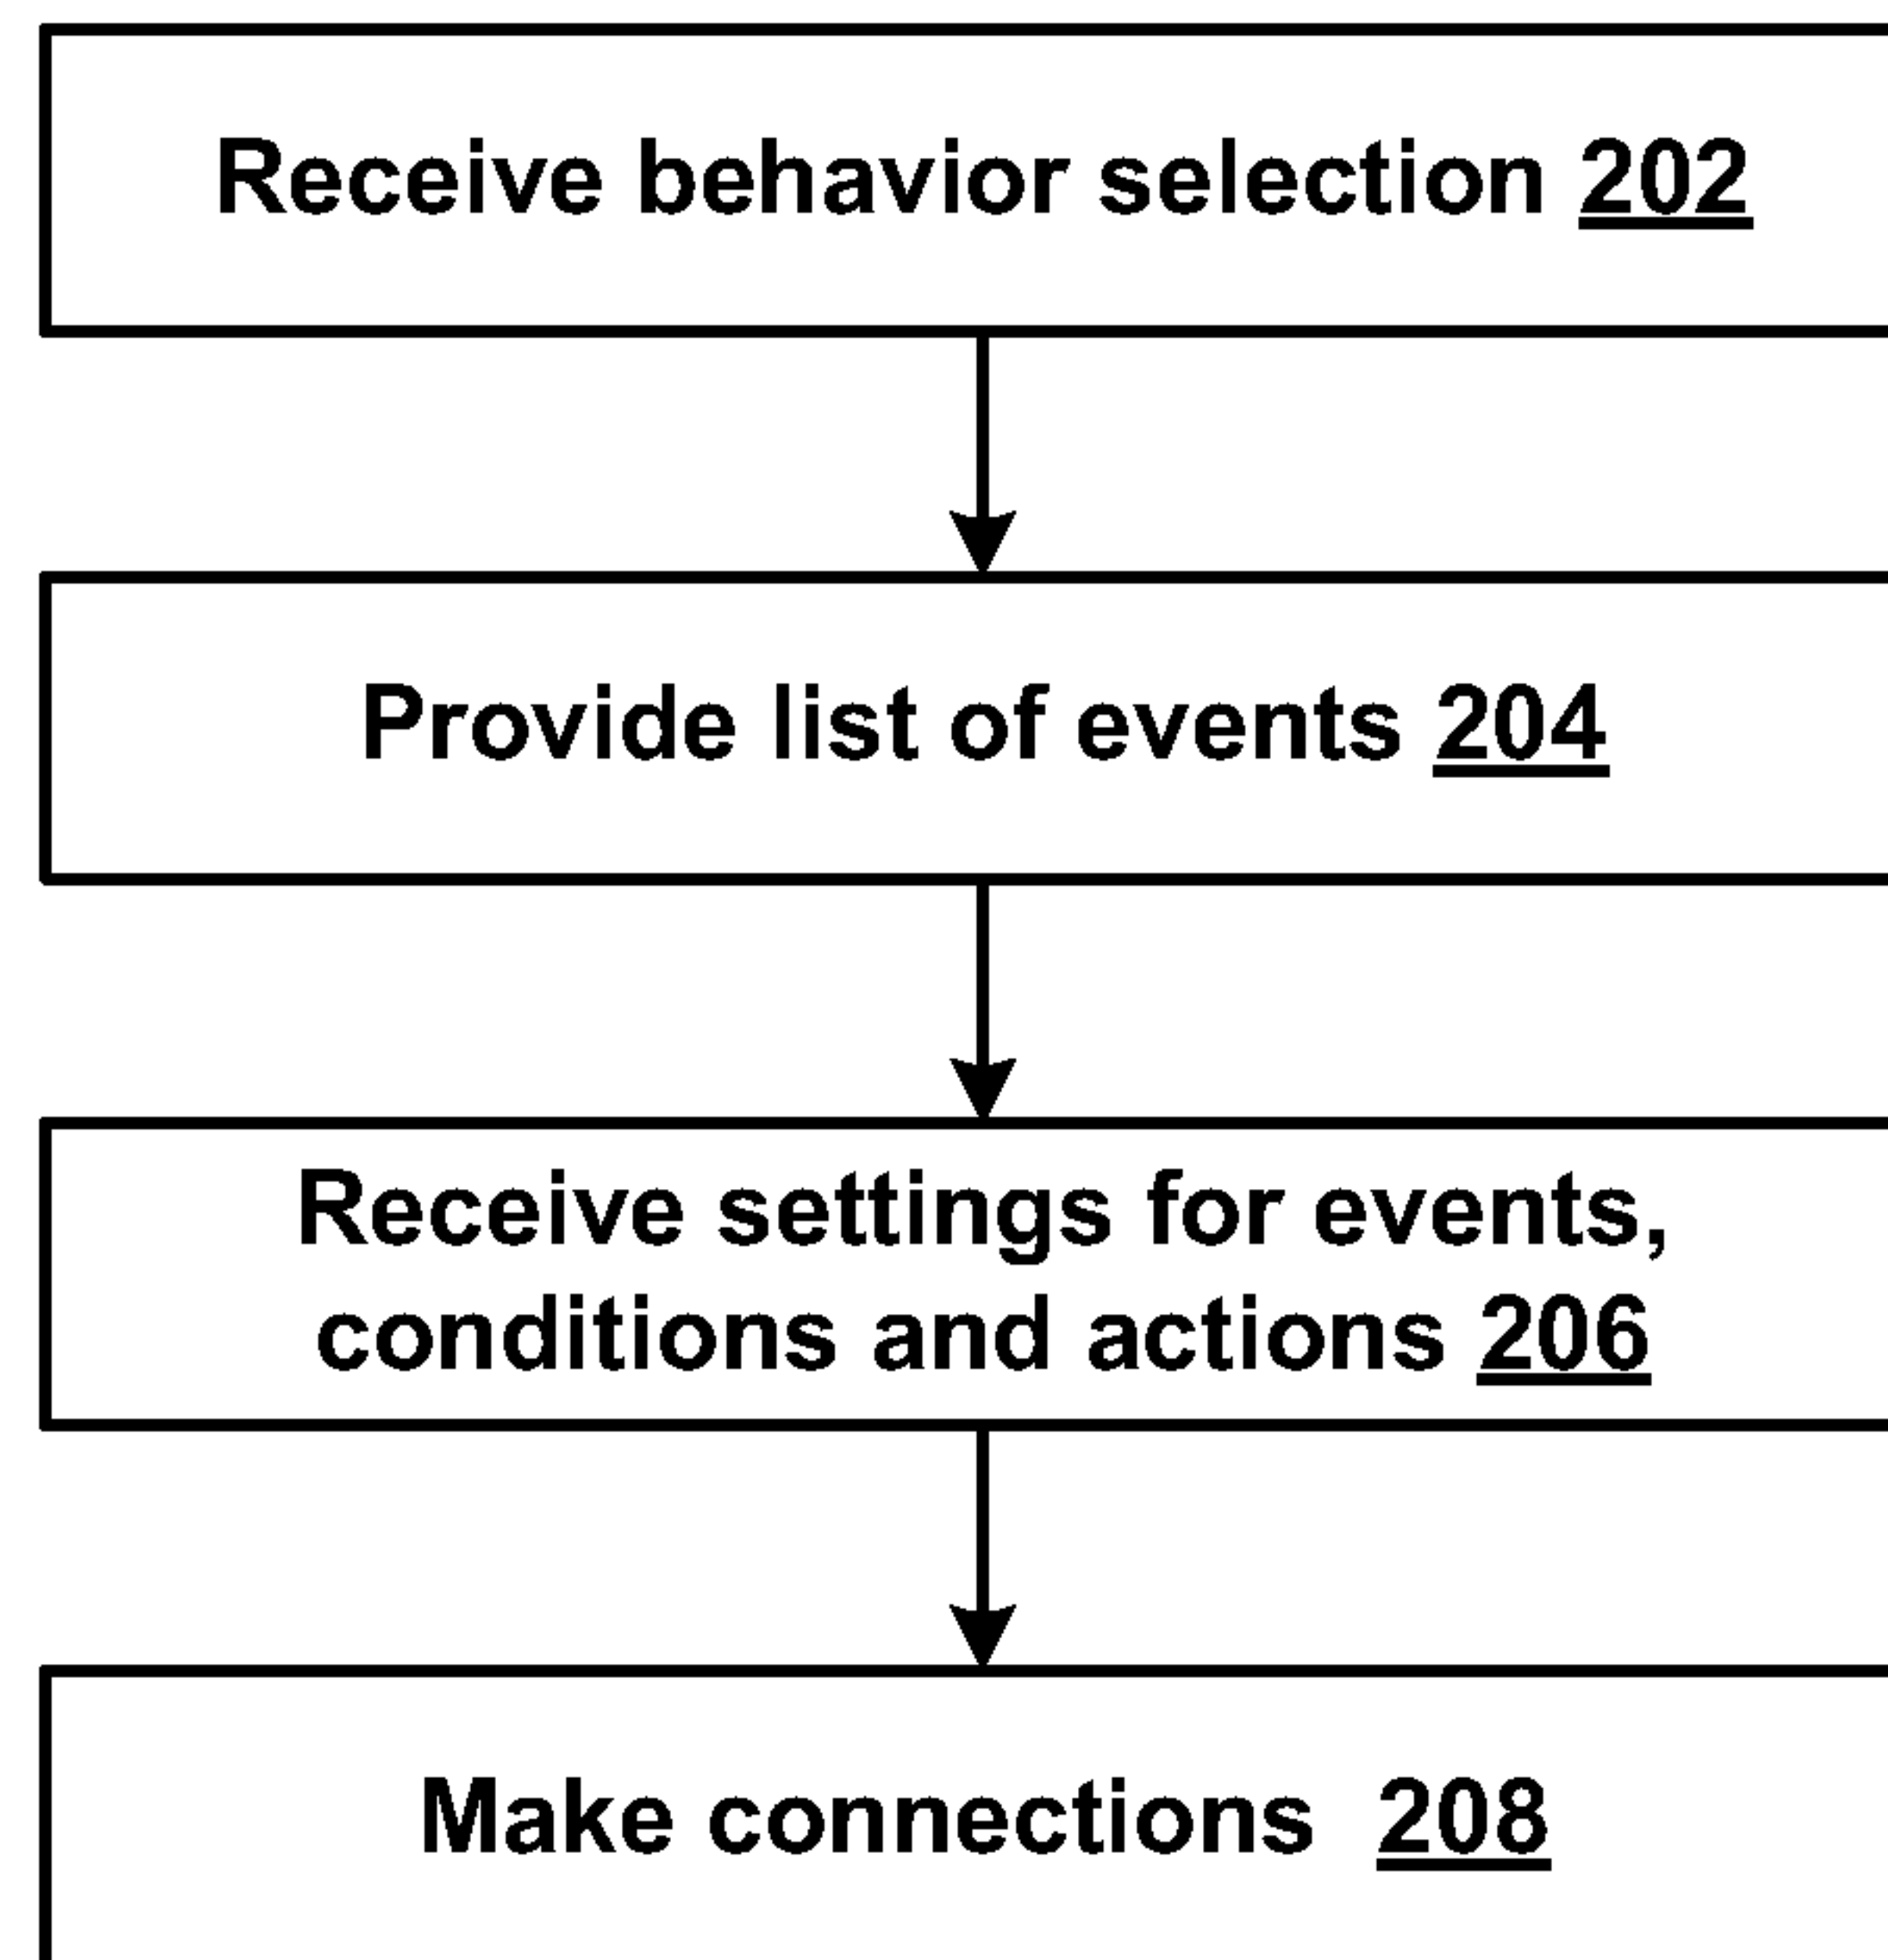 Receive behavior selection 202
Provide list of events 204
Receive settings for events,
conditions and actions 206
Make connections 208